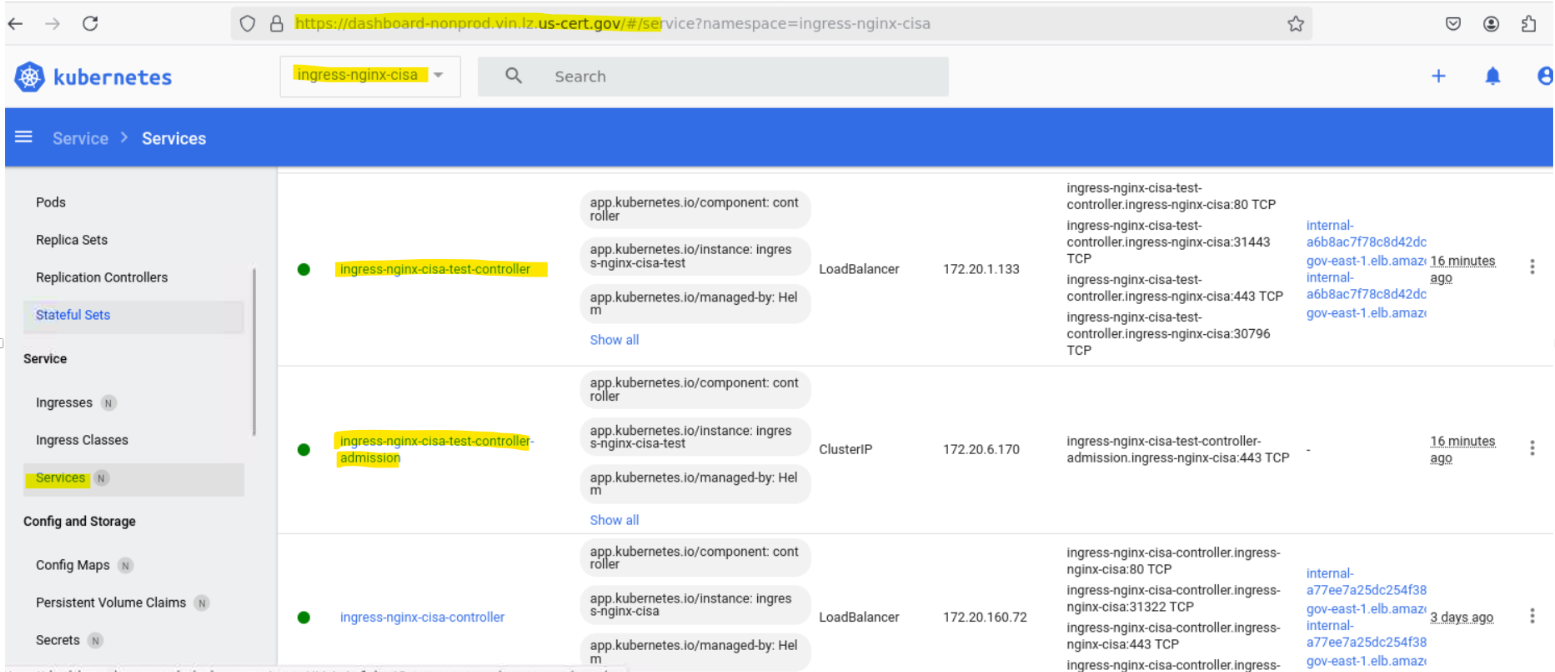 https://dashboard-nonprod.vin.lz.us-cert.gov/#/service?namespace=ingress-nginx-cisa
kubernetes
ingress-nginx-cisa
Search
Service > Services
Pods
Replica Sets
Replication Controllers
Stateful Sets
Service
Ingresses N
Ingress Classes
Services N
Config and Storage
Config Maps N
Persistent Volume Claims N
Secrets N
ingress-nginx-cisa-test-controller
app.kubernetes.io/component: cont
roller
app.kubernetes.io/instance: ingres
s-nginx-cisa-test
app.kubernetes.io/managed-by: Hel
m
Show all
LoadBalancer
172.20.1.133
ingress-nginx-cisa-test-
controller.ingress-nginx-cisa:80 TCP
ingress-nginx-cisa-test-
controller.ingress-nginx-cisa:31443
TCP
ingress-nginx-cisa-test-
controller.ingress-nginx-cisa:443 TCP
ingress-nginx-cisa-test-
controller.ingress-nginx-cisa:30796
TCP
internal-
a6b8ac7f78c8d42dc
gov-east-1.elb.amaz
internal-
a6b8ac7f78c8d42dc
gov-east-1.elb.amaz
16 minutes
ago
ingress-nginx-cisa-test-controller-
admission
app.kubernetes.io/component: cont
roller
app.kubernetes.io/instance: ingres
s-nginx-cisa-test
app.kubernetes.io/managed-by: Hel
m
Show all
ClusterIP
172.20.6.170
ingress-nginx-cisa-test-controller-
admission.ingress-nginx-cisa:443 TCP
-
16 minutes
ago
ingress-nginx-cisa-controller
app.kubernetes.io/component: cont
roller
app.kubernetes.io/instance: ingres
s-nginx-cisa
app.kubernetes.io/managed-by: Hel
m
LoadBalancer
172.20.160.72
ingress-nginx-cisa-controller.ingress-
nginx-cisa:80 TCP
ingress-nginx-cisa-controller.ingress-
nginx-cisa:31322 TCP
ingress-nginx-cisa-controller.ingress-
nginx-cisa:443 TCP
ingress-nginx-cisa-controller.ingress-
internal-
a77ee7a25dc254f38
gov-east-1.elb.amaz
internal-
a77ee7a25dc254f38
gov-east-1.elb.amaz
3 days ago